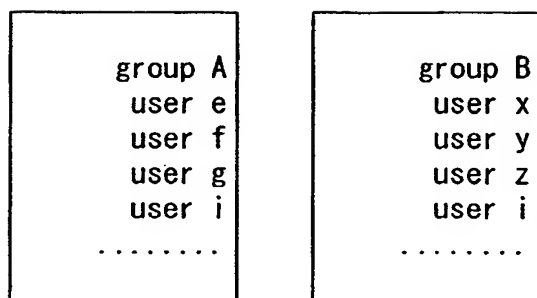 group A
user e
user f
user g
user i
........
group B
user x
user y
user z
user i
........